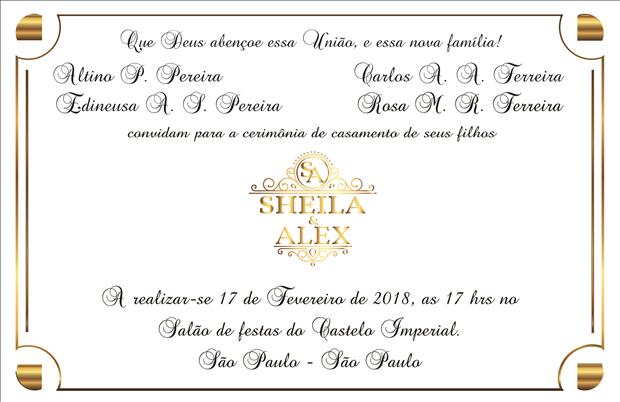 Que Deus abençoe essa União, e essa nova família!
Altino P. Pereira Carlos A. A. Ferreira
Edineusa A. S. Pereira Rosa M. R. Ferreira
convidam para a cerimônia de casamento de seus filhos
SA
SHEILA
&
ALEX
A realizar-se 17 de Fevereiro de 2018, as 17 hrs no
Salão de festas do Castelo Imperial.
São Paulo - São Paulo